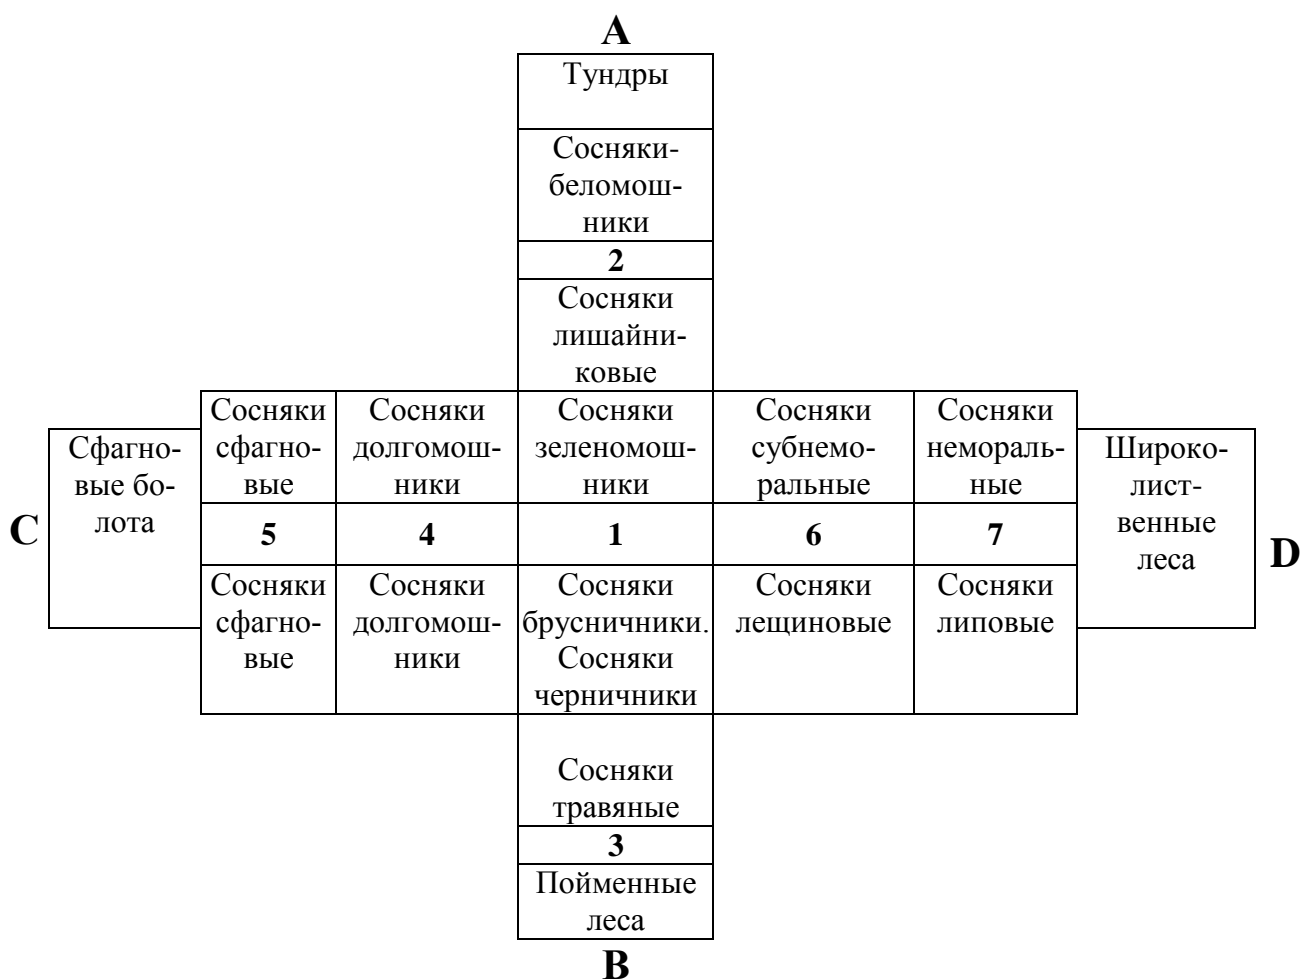 A
Тундры
Сосняки-
беломош-
ники
2
Сосняки
лишайни-
ковые
C
Сфагно-
вые бо-
лота
Сосняки
сфагно-
вые
5
Сосняки
сфагно-
вые
Сосняки
долгомош-
ники
4
Сосняки
долгомош-
ники
Сосняки
зеленомош-
ники
1
Сосняки
брусничники.
Сосняки
черничники
Сосняки
субнемо-
ральные
6
Сосняки
лещиновые
Сосняки
немораль-
ные
7
Сосняки
липовые
Широко-
лист-
венные
леса
D
Сосняки
травяные
3
Пойменные
леса
B